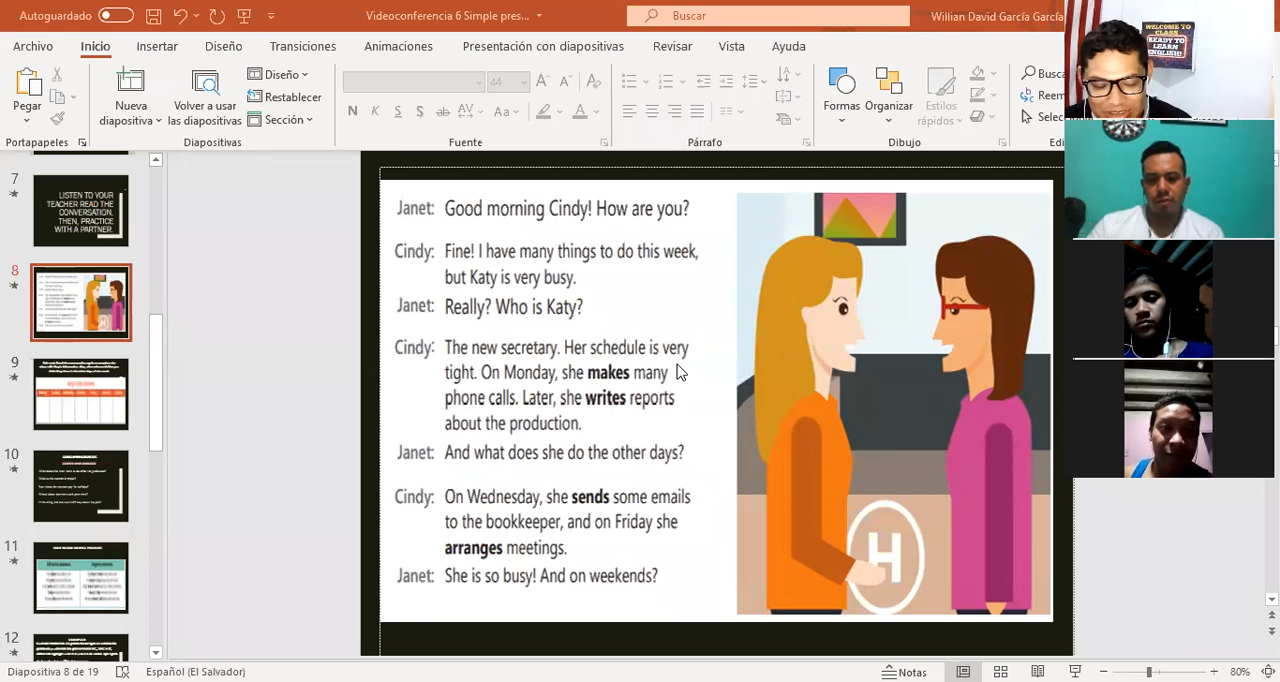 Autoguardado
Videoconferencia 6 Simple pres...
Buscar
Willian David García García
Archivo
Inicio
Insertar
Diseño
Transiciones
Animaciones
Presentación con diapositivas
Revisar
Vista
Ayuda
Pegar
Nueva
diapositiva
Volver a usar
las diapositivas
Diseño
Restablecer
Sección
44
N K S S ab AV Aa A
Formas
Organizar
Estilos
rápidos
Portapapeles
Diapositivas
Fuente
Párrafo
Dibujo
WELCOME TO
CLASS
READY TO
LEARN
ENGLISH!
7
LISTEN TO YOUR
TEACHER READ THE
CONVERSATION.
THEN, PRACTICE
WITH A PARTNER.
8
9
10
11
12
Janet: Good morning Cindy! How are you?
Cindy: Fine! I have many things to do this week,
but Katy is very busy.
Janet: Really? Who is Katy?
Cindy: The new secretary. Her schedule is very
tight. On Monday, she makes many
phone calls. Later, she writes reports
about the production.
Janet: And what does she do the other days?
Cindy: On Wednesday, she sends some emails
to the bookkeeper, and on Friday she
arranges meetings.
Janet: She is so busy! And on weekends?
H
Diapositiva 8 de 19
Español (El Salvador)
Notas
80%